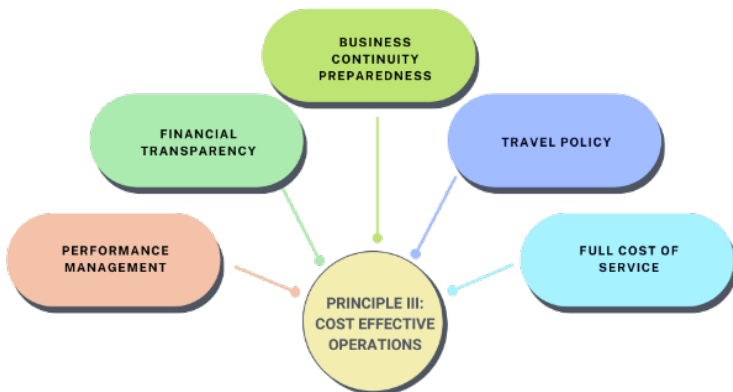 BUSINESS
CONTINUITY
PREPAREDNESS
FINANCIAL
TRANSPARENCY
TRAVEL POLICY
PERFORMANCE
MANAGEMENT
FULL COST OF
SERVICE
PRINCIPLE III:
COST EFFECTIVE
OPERATIONS